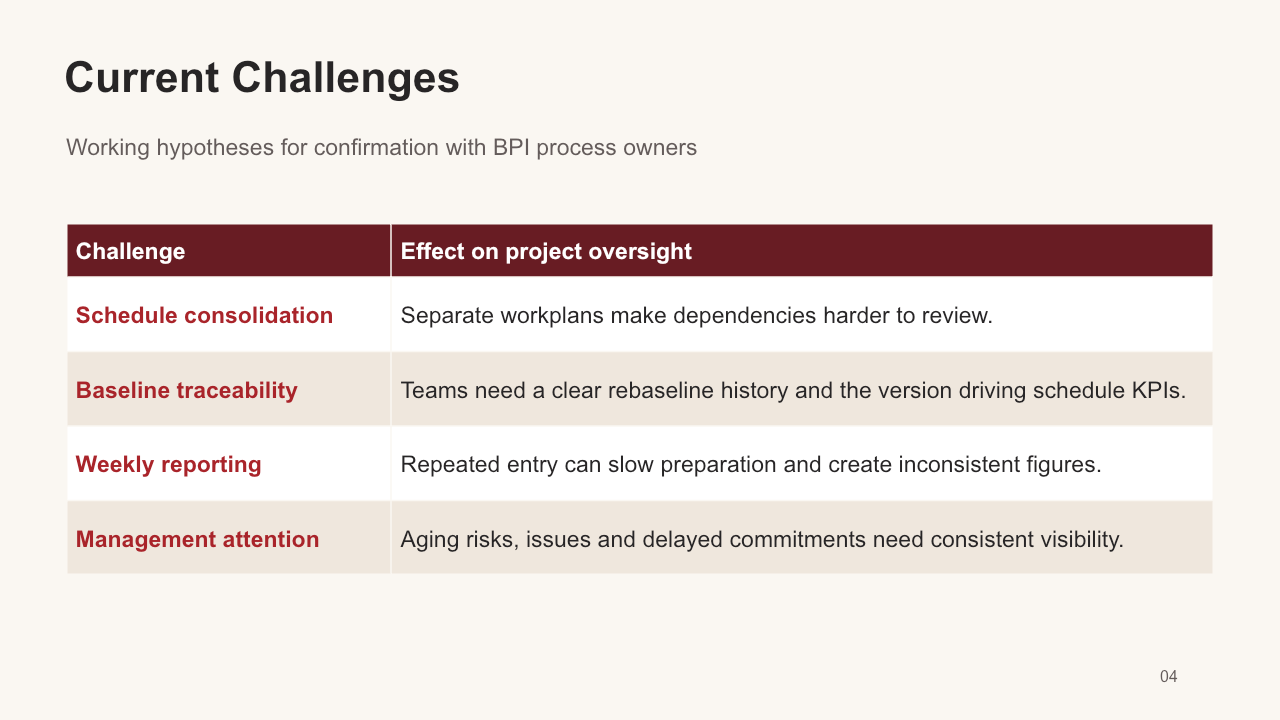 Current Challenges
Working hypotheses for confirmation with BPI process owners
Challenge
Effect on project oversight
Schedule consolidation
Separate workplans make dependencies harder to review.
Baseline traceability
Teams need a clear rebaseline history and the version driving schedule KPIs.
Weekly reporting
Repeated entry can slow preparation and create inconsistent figures.
Management attention
Aging risks, issues and delayed commitments need consistent visibility.
04